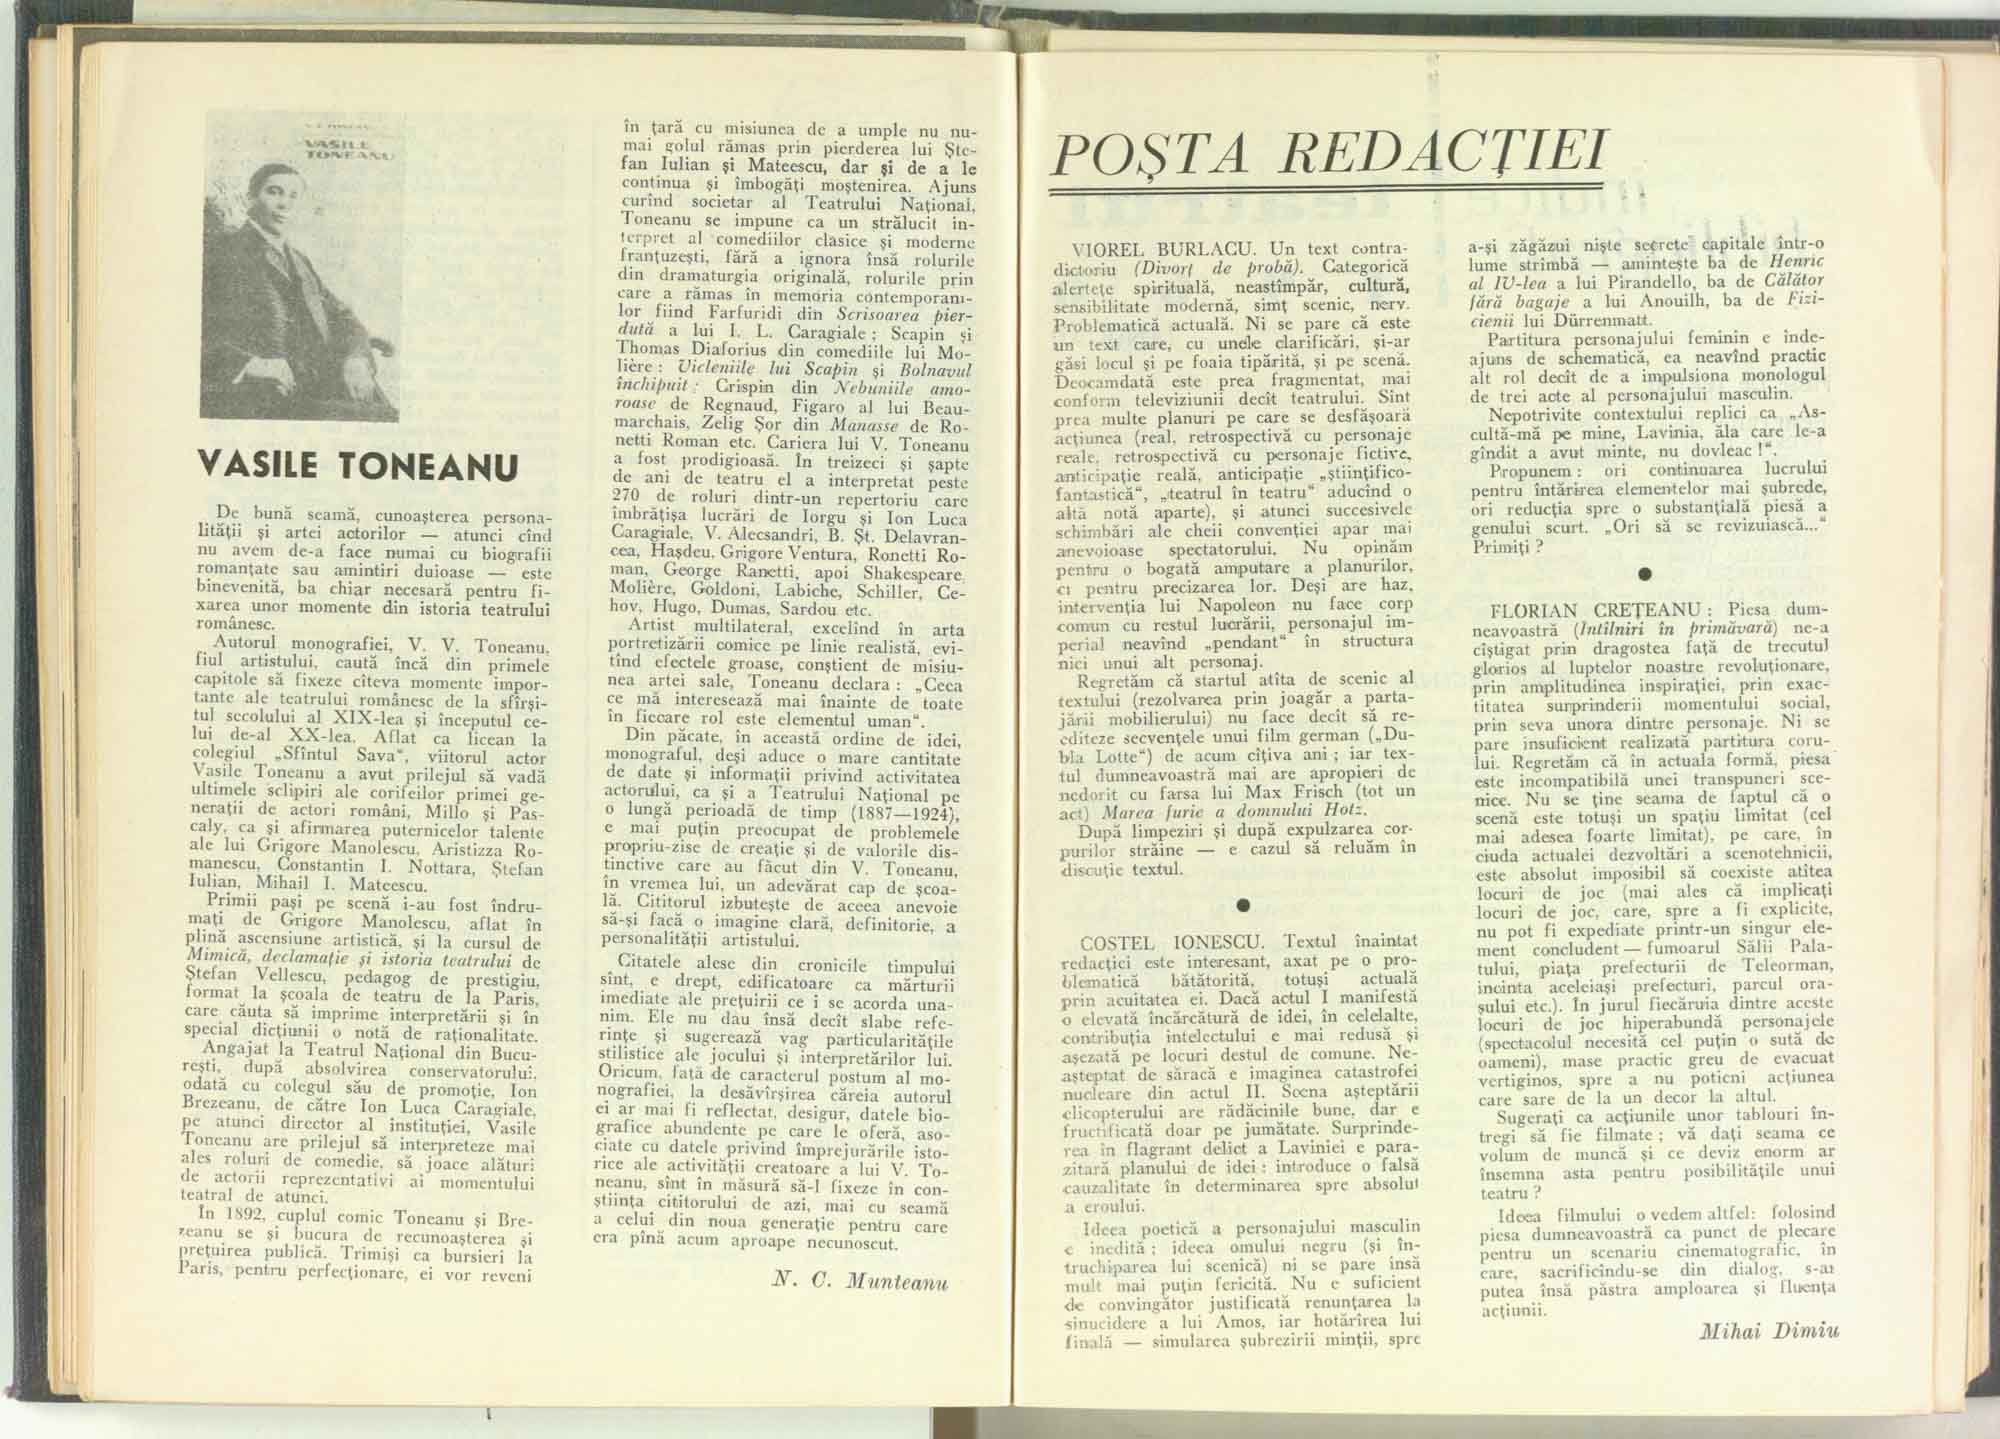 VASILE
TONEANU
VASILE TONEANU
De bună seamă, cunoașterea persona-
lității și artei actorilor — atunci cînd
nu avem de-a face numai cu biografii
romanțate sau amintiri duioase — este
binevenită, ba chiar necesară pentru fi-
xarea unor momente din istoria teatrului
românesc.
Autorul monografiei, V. V. Toneanu,
fiul artistului, caută încă din primele
capitole să fixeze cîteva momente impor-
tante ale teatrului românesc de la sfîrși-
tul secolului al XIX-lea și începutul ce-
lui de-al XX-lea. Aflat ca licean la
colegiul „Sfîntul Sava“, viitorul actor
Vasile Toneanu a avut prilejul să vadă
ultimele sclipiri ale corifeilor primei ge-
nerații de actori români, Millo și Pas-
caly, ca și afirmarea puternicelor talente
ale lui Grigore Manolescu, Aristizza Ro-
manescu, Constantin I. Nottara, Ștefan
Iulian, Mihail I. Mateescu.
Primii pași pe scenă i-au fost îndru-
mați de Grigore Manolescu, aflat în
plină ascensiune artistică, și la cursul de
Mimică, declamație și istoria teatrului de
Ștefan Vellescu, pedagog de prestigiu,
format la școala de teatru de la Paris,
care căuta să imprime interpretării și în
special dicțiunii o notă de raționalitate.
Angajat la Teatrul Național din Bucu-
rești, după absolvirea conservatorului,
odată cu colegul său de promoție, Ion
Brezeanu, de către Ion Luca Caragiale,
pe atunci director al instituției, Vasile
Toneanu are prilejul să interpreteze mai
ales roluri de comedie, să joace alături
de actorii reprezentativi ai momentului
teatral de atunci.
În 1892, cuplul comic Toneanu și Bre-
zeanu se și bucura de recunoașterea și
prețuirea publică. Trimiși ca bursieri la
Paris, pentru perfecționare, ei vor reveni
în țară cu misiunea de a umple nu nu-
mai golul rămas prin pierderea lui Ște-
fan Iulian și Mateescu, dar și de a le
continua și îmbogăți moștenirea. Ajuns
curînd societar al Teatrului Național,
Toneanu se impune ca un strălucit in-
terpret al comediilor clasice și moderne
franțuzești, fără a ignora însă rolurile
din dramaturgia originală, rolurile prin
care a rămas în memoria contemporani-
lor fiind Farfuridi din Scrisoarea pier-
dută a lui I. L. Caragiale ; Scapin și
Thomas Diaforius din comediile lui Mo-
lière : Vicleniile lui Scapin și Bolnavul
închipuit ; Crispin din Nebuniile amo-
roase de Regnaud, Figaro al lui Beau-
marchais, Zelig Șor din Manasse de Ro-
netti Roman etc. Cariera lui V. Toneanu
a fost prodigioasă. În treizeci și șapte
de ani de teatru el a interpretat peste
270 de roluri dintr-un repertoriu care
îmbrățișa lucrări de Iorgu și Ion Luca
Caragiale, V. Alecsandri, B. Șt. Delavran-
cea, Hașdeu, Grigore Ventura, Ronetti Ro-
man, George Ranetti, apoi Shakespeare,
Molière, Goldoni, Labiche, Schiller, Ce-
hov, Hugo, Dumas, Sardou etc.
Artist multilateral, excelînd în arta
portretizării comice pe linie realistă, evi-
tînd efectele groase, conștient de misiu-
nea artei sale, Toneanu declara : „Ceea
ce mă interesează mai înainte de toate
în fiecare rol este elementul uman“.
Din păcate, în această ordine de idei,
monograful, deși aduce o mare cantitate
de date și informații privind activitatea
actorului, ca și a Teatrului Național pe
o lungă perioadă de timp (1887—1924),
e mai puțin preocupat de problemele
propriu-zise de creație și de valorile dis-
tinctive care au făcut din V. Toneanu,
în vremea lui, un adevărat cap de școa-
lă. Cititorul izbutește de aceea anevoie
să-și facă o imagine clară, definitorie, a
personalității artistului.
Citatele alese din cronicile timpului
sînt, e drept, edificatoare ca mărturii
imediate ale prețuirii ce i se acorda una-
nim. Ele nu dau însă decît slabe refe-
rințe și sugerează vag particularitățile
stilistice ale jocului și interpretărilor lui.
Oricum, față de caracterul postum al mo-
nografiei, la desăvîrșirea căreia autorul
ei ar mai fi reflectat, desigur, datele bio-
grafice abundente pe care le oferă, aso-
ciate cu datele privind împrejurările isto-
rice ale activității creatoare a lui V. To-
neanu, sînt în măsură să-l fixeze în con-
știința cititorului de azi, mai cu seamă
a celui din noua generație pentru care
era pînă acum aproape necunoscut.
N. C. Munteanu
POȘTA REDACȚIEI
VIOREL BURLACU. Un text contra-
dictoriu (Divorț de probă). Categorică
alertețe spirituală, neastîmpăr, cultură,
sensibilitate modernă, simț scenic, nerv.
Problematică actuală. Ni se pare că este
un text care, cu unele clarificări, și-ar
găsi locul și pe foaia tipărită, și pe scenă.
Deocamdată este prea fragmentat, mai
conform televiziunii decît teatrului. Sînt
prea multe planuri pe care se desfășoară
acțiunea (real, retrospectivă cu personaje
reale, retrospectivă cu personaje fictive,
anticipație reală, anticipație „științifico-
fantastică“, „teatrul în teatru“ aducînd o
altă notă aparte), și atunci succesivele
schimbări ale cheii convenției apar mai
anevoioase spectatorului. Nu opinăm
pentru o bogată amputare a planurilor,
ci pentru precizarea lor. Deși are haz,
intervenția lui Napoleon nu face corp
comun cu restul lucrării, personajul im-
perial neavînd „pendant“ în structura
nici unui alt personaj.
Regretăm că startul atîta de scenic al
textului (rezolvarea prin joagăr a parta-
jării mobilierului) nu face decît să re-
editeze secvențele unui film german („Du-
bla Lotte“) de acum cîțiva ani ; iar tex-
tul dumneavoastră mai are apropieri de
nedorit cu farsa lui Max Frisch (tot un
act) Marea furie a domnului Hotz.
După limpeziri și după expulzarea cor-
purilor străine — e cazul să reluăm în
discuție textul.
●
COSTEL IONESCU. Textul înaintat
redacției este interesant, axat pe o pro-
blematică bătătorită, totuși actuală
prin acuitatea ei. Dacă actul I manifestă
o elevată încărcătură de idei, în celelalte,
contribuția intelectului e mai redusă și
așezată pe locuri destul de comune. Ne-
așteptat de săracă e imaginea catastrofei
nucleare din actul II. Scena așteptării
elicopterului are rădăcinile bune, dar e
fructificată doar pe jumătate. Surprinde-
rea în flagrant delict a Laviniei e para-
zitară planului de idei : introduce o falsă
cauzalitate în determinarea spre absolut
a eroului.
Ideea poetică a personajului masculin
e inedită ; ideea omului negru (și în-
truchiparea lui scenică) ni se pare însă
mult mai puțin fericită. Nu e suficient
de convingător justificată renunțarea la
sinucidere a lui Amos, iar hotărîrea lui
finală — simularea șubrezirii minții, spre
a-și zăgăzui niște secrete capitale într-o
lume strîmbă — amintește ba de Henric
al IV-lea a lui Pirandello, ba de Călător
fără bagaje a lui Anouilh, ba de Fizi-
cienii lui Dürrenmatt.
Partitura personajului feminin e inde-
ajuns de schematică, ea neavînd practic
alt rol decît de a impulsiona monologul
de trei acte al personajului masculin.
Nepotrivite contextului replici ca „As-
cultă-mă pe mine, Lavinia, ăla care le-a
gîndit a avut minte, nu dovleac !“.
Propunem : ori continuarea lucrului
pentru întărirea elementelor mai șubrede,
ori reducția spre o substanțială piesă a
genului scurt. „Ori să se revizuiască...“
Primiți ?
●
FLORIAN CREȚEANU : Piesa dum-
neavoastră (Intîlniri în primăvară) ne-a
cîștigat prin dragostea față de trecutul
glorios al luptelor noastre revoluționare,
prin amplitudinea inspirației, prin exac-
titatea surprinderii momentului social,
prin seva unora dintre personaje. Ni se
pare insuficient realizată partitura coru-
lui. Regretăm că în actuala formă, piesa
este incompatibilă unei transpuneri sce-
nice. Nu se ține seama de faptul că o
scenă este totuși un spațiu limitat (cel
mai adesea foarte limitat), pe care, în
ciuda actualei dezvoltări a scenotehnicii,
este absolut imposibil să coexiste atîtea
locuri de joc (mai ales că implicați
locuri de joc, care, spre a fi explicite,
nu pot fi expediate printr-un singur ele-
ment concludent — fumoarul Sălii Pala-
tului, piața prefecturii de Teleorman,
incinta aceleiași prefecturi, parcul ora-
șului etc.). În jurul fiecăruia dintre aceste
locuri de joc hiperabundă personajele
(spectacolul necesită cel puțin o sută de
oameni), mase practic greu de evacuat
vertiginos, spre a nu poticni acțiunea
care sare de la un decor la altul.
Sugerați ca acțiunile unor tablouri în-
tregi să fie filmate ; vă dați seama ce
volum de muncă și ce deviz enorm ar
însemna asta pentru posibilitățile unui
teatru ?
Ideea filmului o vedem altfel: folosind
piesa dumneavoastră ca punct de plecare
pentru un scenariu cinematografic, în
care, sacrificîndu-se din dialog, s-ar
putea însă păstra amploarea și fluența
acțiunii.
Mihai Dimiu